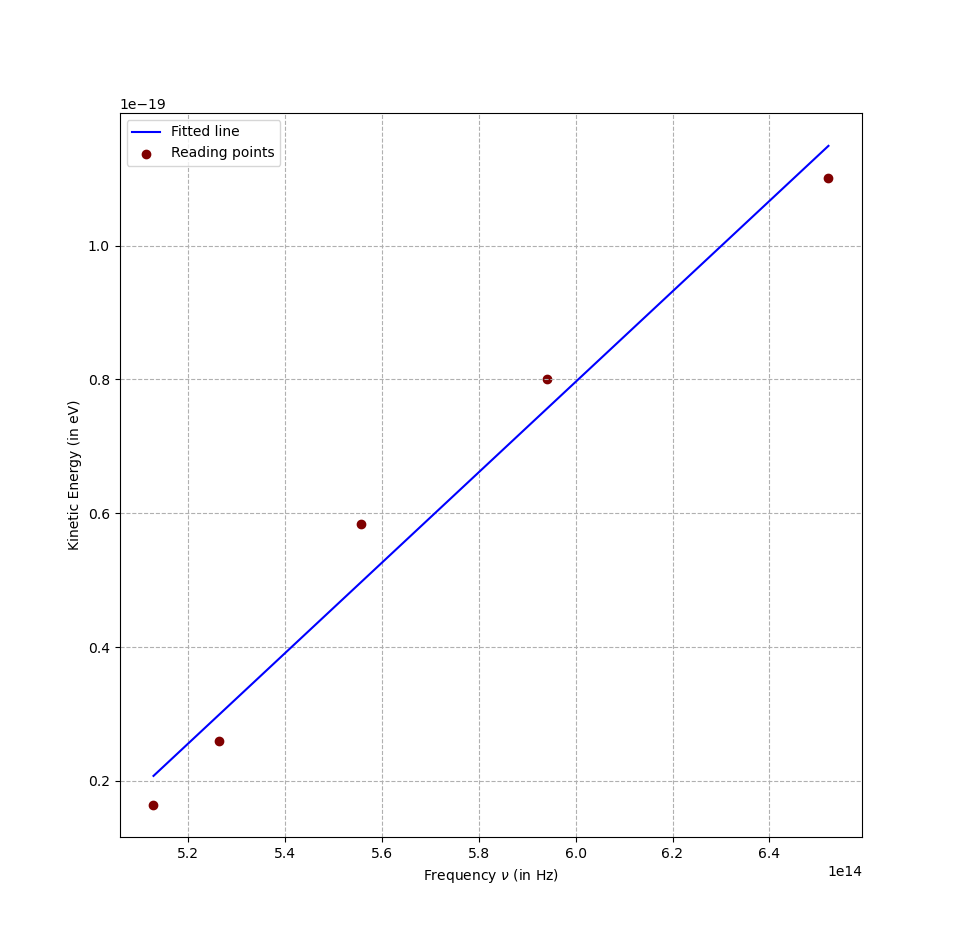 1e−19
Fitted line
Reading points
1.0
0.8
0.6
0.4
0.2
Kinetic Energy (in eV)
5.2 5.4 5.6 5.8 6.0 6.2 6.4
1e14
Frequency ν (in Hz)